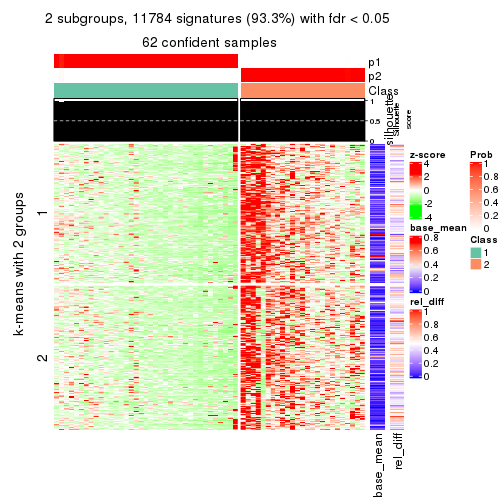 2 subgroups, 11784 signatures (93.3%) with fdr < 0.05
62 confident samples
p1
p2
Class
1
0.5
0
silhouette
Silhouette
score
k-means with 2 groups
1
2
base_mean
rel_diff
z-score
4
2
0
-2
-4
base_mean
0.8
0.6
0.4
0.2
0
rel_diff
1
0.8
0.6
0.4
0.2
0
Prob
1
0.8
0.6
0.4
0.2
0
Class
1
2